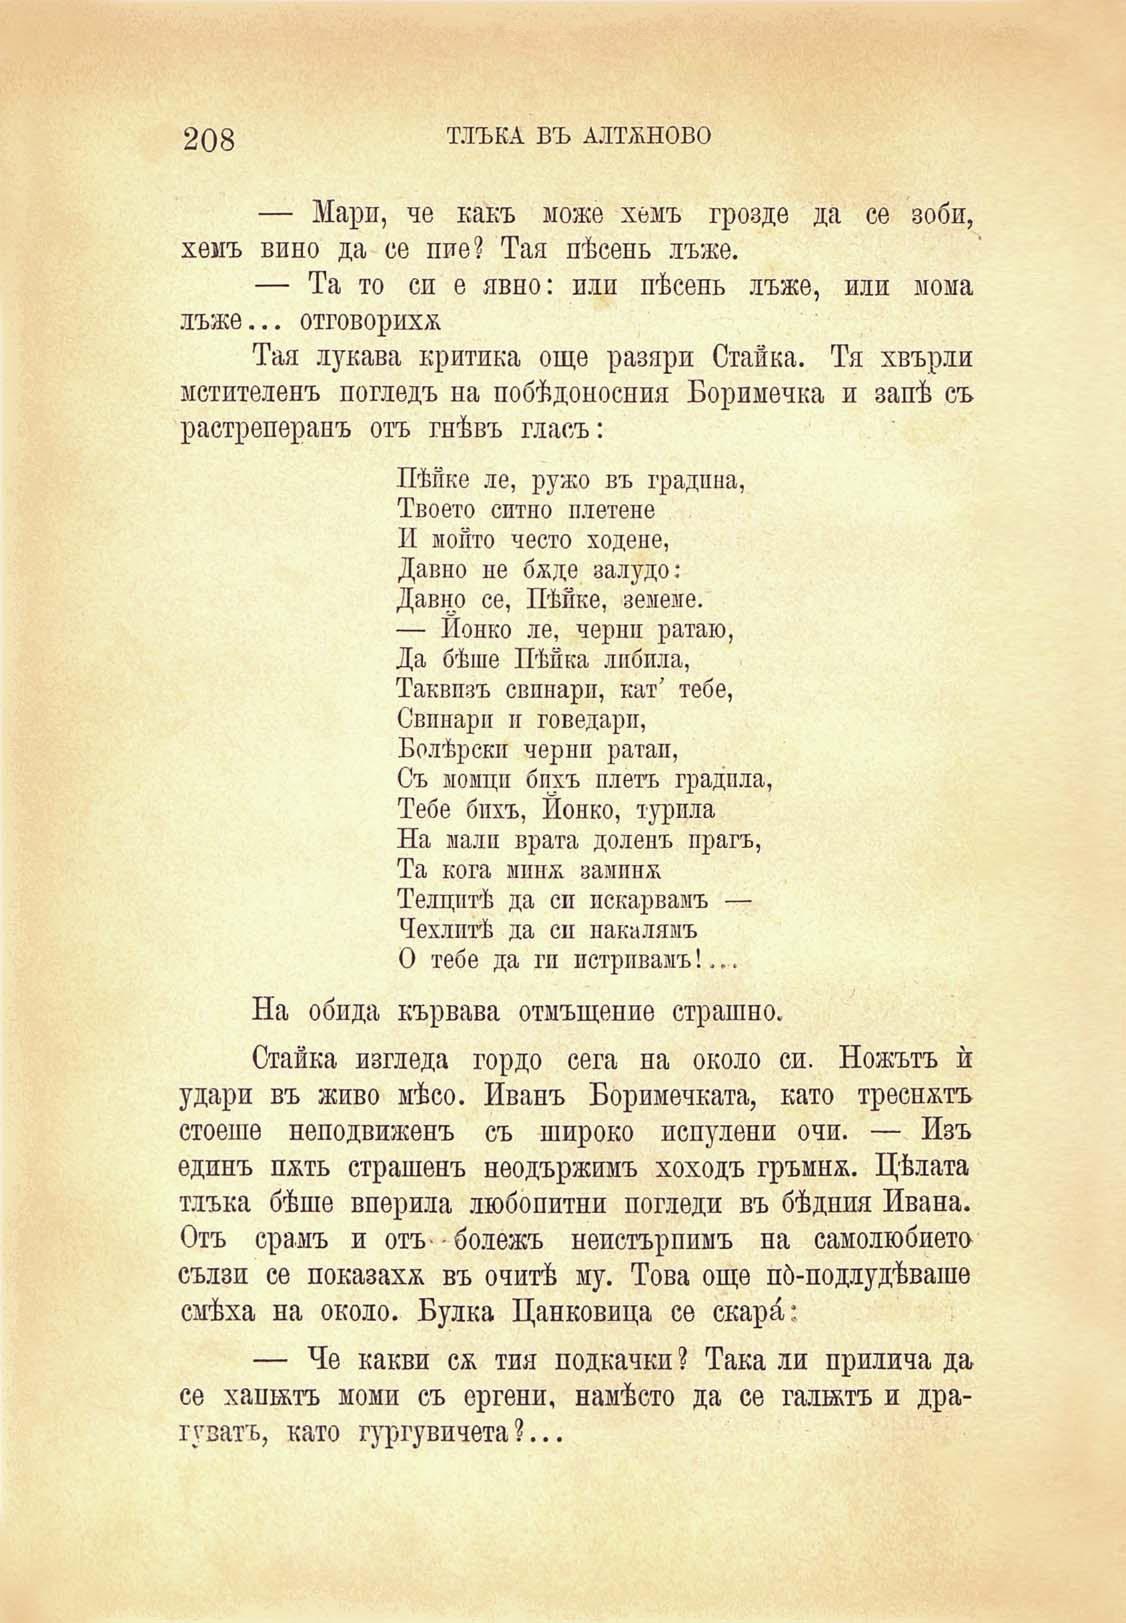 208
ТЛЪКА ВЪ АЛТѪНОВО
— Мари, че какъ може хемъ грозде да се зоби,
хемъ вино да се пие? Тая пѣсень лъже.
— Та то си е явно: или пѣсень лъже, или мома
лъже... отговорихѫ
Тая лукава критика още разяри Стайка. Тя хвърли
мстителенъ погледъ на побѣдоносния Боримечка и запѣ съ
растреперанъ отъ гнѣвъ гласъ:
Пѣйке ле, ружо въ градина,
Твоето ситно плетене
И мойто често ходене,
Давно не бѫде залудо:
Давно се, Пѣйке, земеме.
— Йонко ле, черни ратаю,
Да бѣше Пѣйка либила,
Таквизъ свинари, кат’ тебе,
Свинари и говедари,
Болѣрски черни ратаи,
Съ момци бихъ плетъ градила,
Тебе бихъ, Йонко, турила
На мали врата доленъ прагъ,
Та кога минѫ заминѫ
Телцитѣ да си искарвамъ —
Чехлитѣ да си накалямъ
О тебе да ги истривамъ!...
На обида кървава отмъщение страшно.
Стайка изгледа гордо сега на около си. Ножътъ ѝ
удари въ живо мѣсо. Иванъ Боримечката, като треснѫтъ
стоеше неподвиженъ съ широко испулени очи. — Изъ
единъ пѫть страшенъ неодържимъ хоходъ гръмнѫ. Цѣлата
тлъка бѣше вперила любопитни погледи въ бѣдния Ивана.
Отъ срамъ и отъ болежъ неистърпимъ на самолюбието
сълзи се показахѫ въ очитѣ му. Това още по̀-подлудѣваше
смѣха на около. Булка Цанковица се скара́:
— Че какви сѫ тия подкачки? Така ли прилича да
се хапѭтъ моми съ ергени, намѣсто да се галѭтъ и дра-
гуватъ, като гургувичета?...